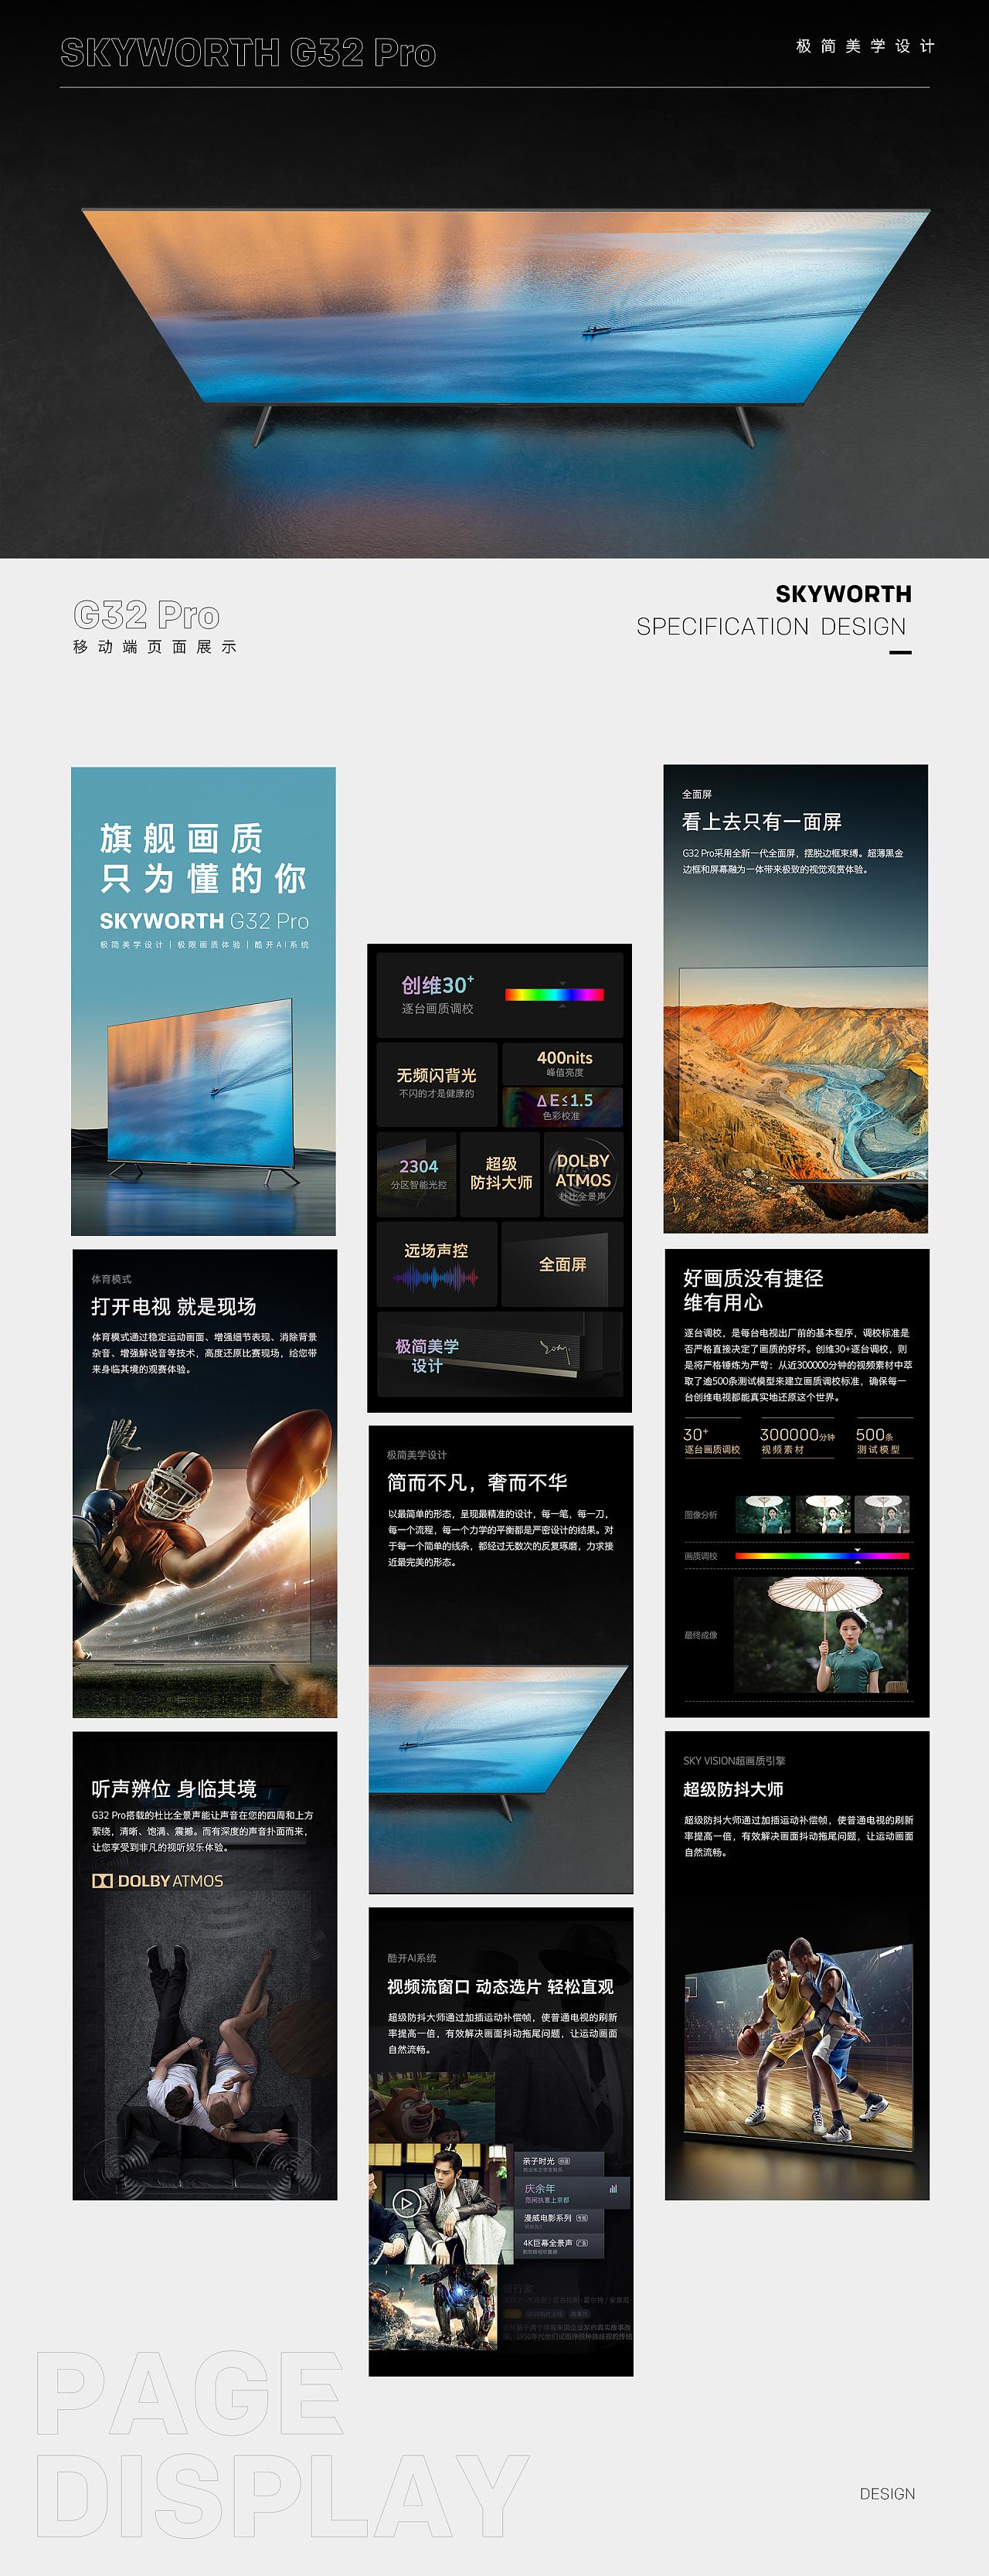 SKYWORTH G32 Pro
极简美学设计
G32 Pro
移动端页面展示
SKYWORTH
SPECIFICATION DESIGN
旗舰画质
只为懂的你
SKYWORTH G32 Pro
极简美学设计 | 极限画质体验 | 酷开AI系统
体育模式
打开电视 就是现场
体育模式通过稳定运动画面、增强细节表现、消除背景
杂音、增强解说音等技术，高度还原比赛现场，给您带
来身临其境的观赛体验。
听声辨位 身临其境
G32 Pro搭载的杜比全景声能让声音在您的四周和上方
萦绕，清晰、饱满、震撼。而有深度的声音扑面而来，
让您享受到非凡的视听娱乐体验。
DOLBY ATMOS
创维30+
逐台画质调校
无频闪背光
不闪的才是健康的
400nits
峰值亮度
ΔE≤1.5
色彩校准
2304
分区智能光控
超级
防抖大师
DOLBY
ATMOS
杜比全景声
远场声控
全面屏
极简美学
设计
极简美学设计
简而不凡，奢而不华
以最简单的形态，呈现最精准的设计，每一笔，每一刀，
每一个流程，每一个力学的平衡都是严密设计的结果。对
于每一个简单的线条，都经过无数次的反复琢磨，力求接
近最完美的形态。
酷开AI系统
视频流窗口 动态选片 轻松直观
超级防抖大师通过加插运动补偿帧，使普通电视的刷新
率提高一倍，有效解决画面抖动拖尾问题，让运动画面
自然流畅。
亲子时光
庆余年
范闲执意上京都
漫威电影系列
4K巨幕全景声
全面屏
看上去只有一面屏
G32 Pro采用全新一代全面屏，摆脱边框束缚。超薄黑金
边框和屏幕融为一体带来极致的视觉观赏体验。
好画质没有捷径
维有用心
逐台调校，是每台电视出厂前的基本程序，调校标准是
否严格直接决定了画质的好坏。创维30+逐台调校，则
是将严格锤炼为严苛：从近300000分钟的视频素材中萃
取了逾500条测试模型来建立画质调校标准，确保每一
台创维电视都能真实地还原这个世界。
30+
逐台画质调校
300000分钟
视频素材
500条
测试模型
图像分析
画质调校
最终成像
SKY VISION超画质引擎
超级防抖大师
超级防抖大师通过加插运动补偿帧，使普通电视的刷新
率提高一倍，有效解决画面抖动拖尾问题，让运动画面
自然流畅。
PAGE
DISPLAY
DESIGN